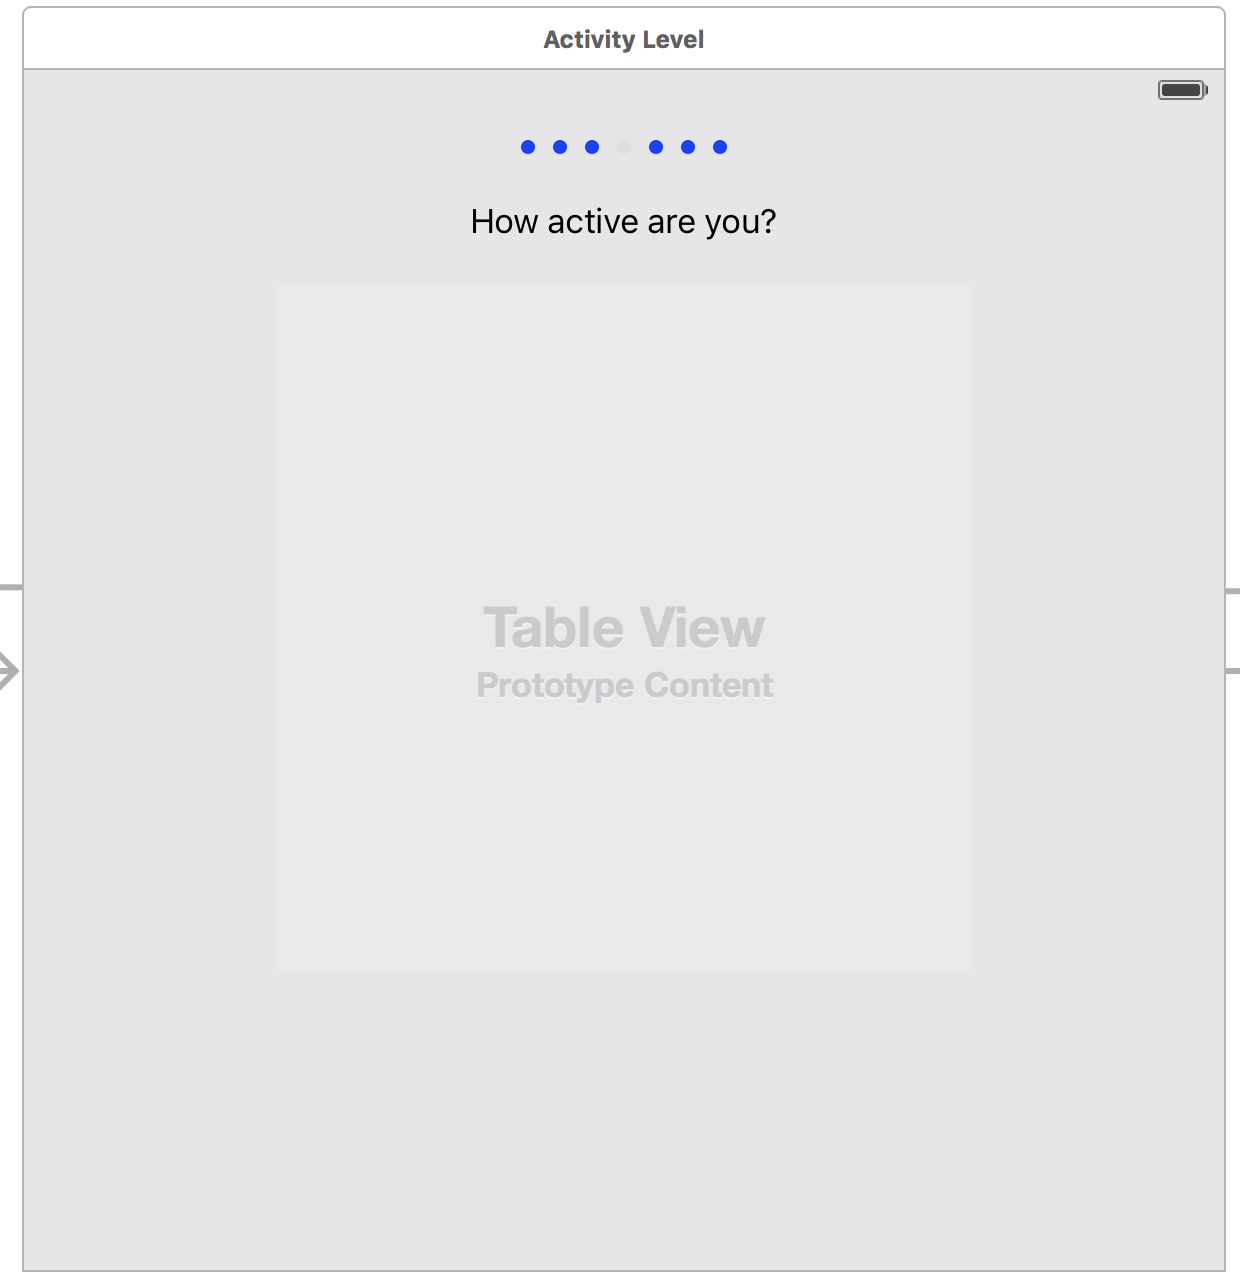 Activity Level
How active are you?
Table View
Prototype Content